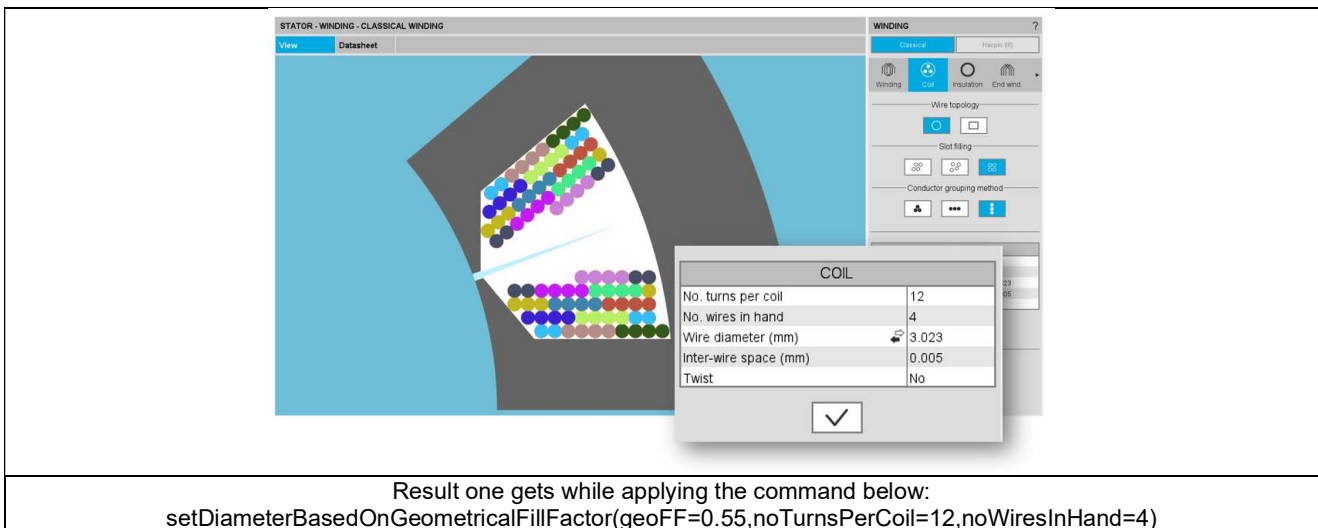 STATOR - WINDING - CLASSICAL WINDING
View Datasheet
WINDING ?
Classical Hairpin (®)
Winding Coil Insulation End wind.
Wire topology
Slot filling
Conductor grouping method
23
05
COIL
No. turns per coil 12
No. wires in hand 4
Wire diameter (mm) 3.023
Inter-wire space (mm) 0.005
Twist No
Result one gets while applying the command below:
setDiameterBasedOnGeometricalFillFactor(geoFF=0.55,noTurnsPerCoil=12,noWiresInHand=4)